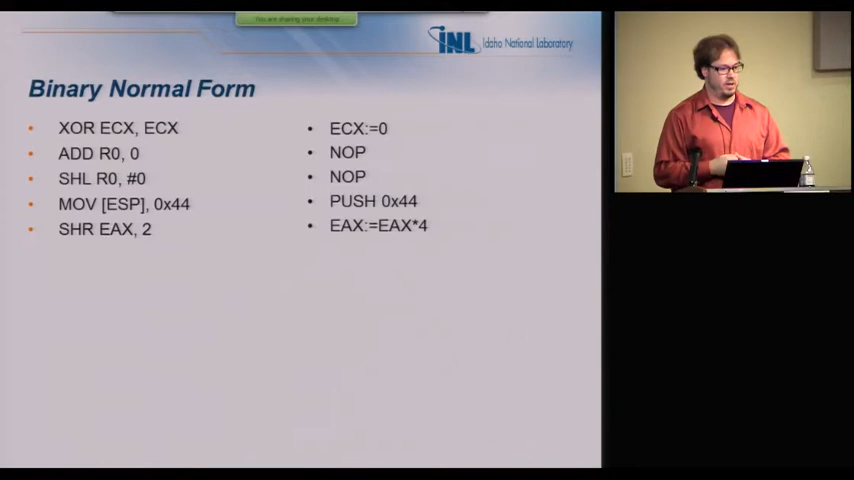 You are sharing your desktop
INL Idaho National Laboratory
Binary Normal Form
• XOR ECX, ECX
• ADD R0, 0
• SHL R0, #0
• MOV [ESP], 0x44
• SHR EAX, 2
• ECX:=0
• NOP
• NOP
• PUSH 0x44
• EAX:=EAX*4